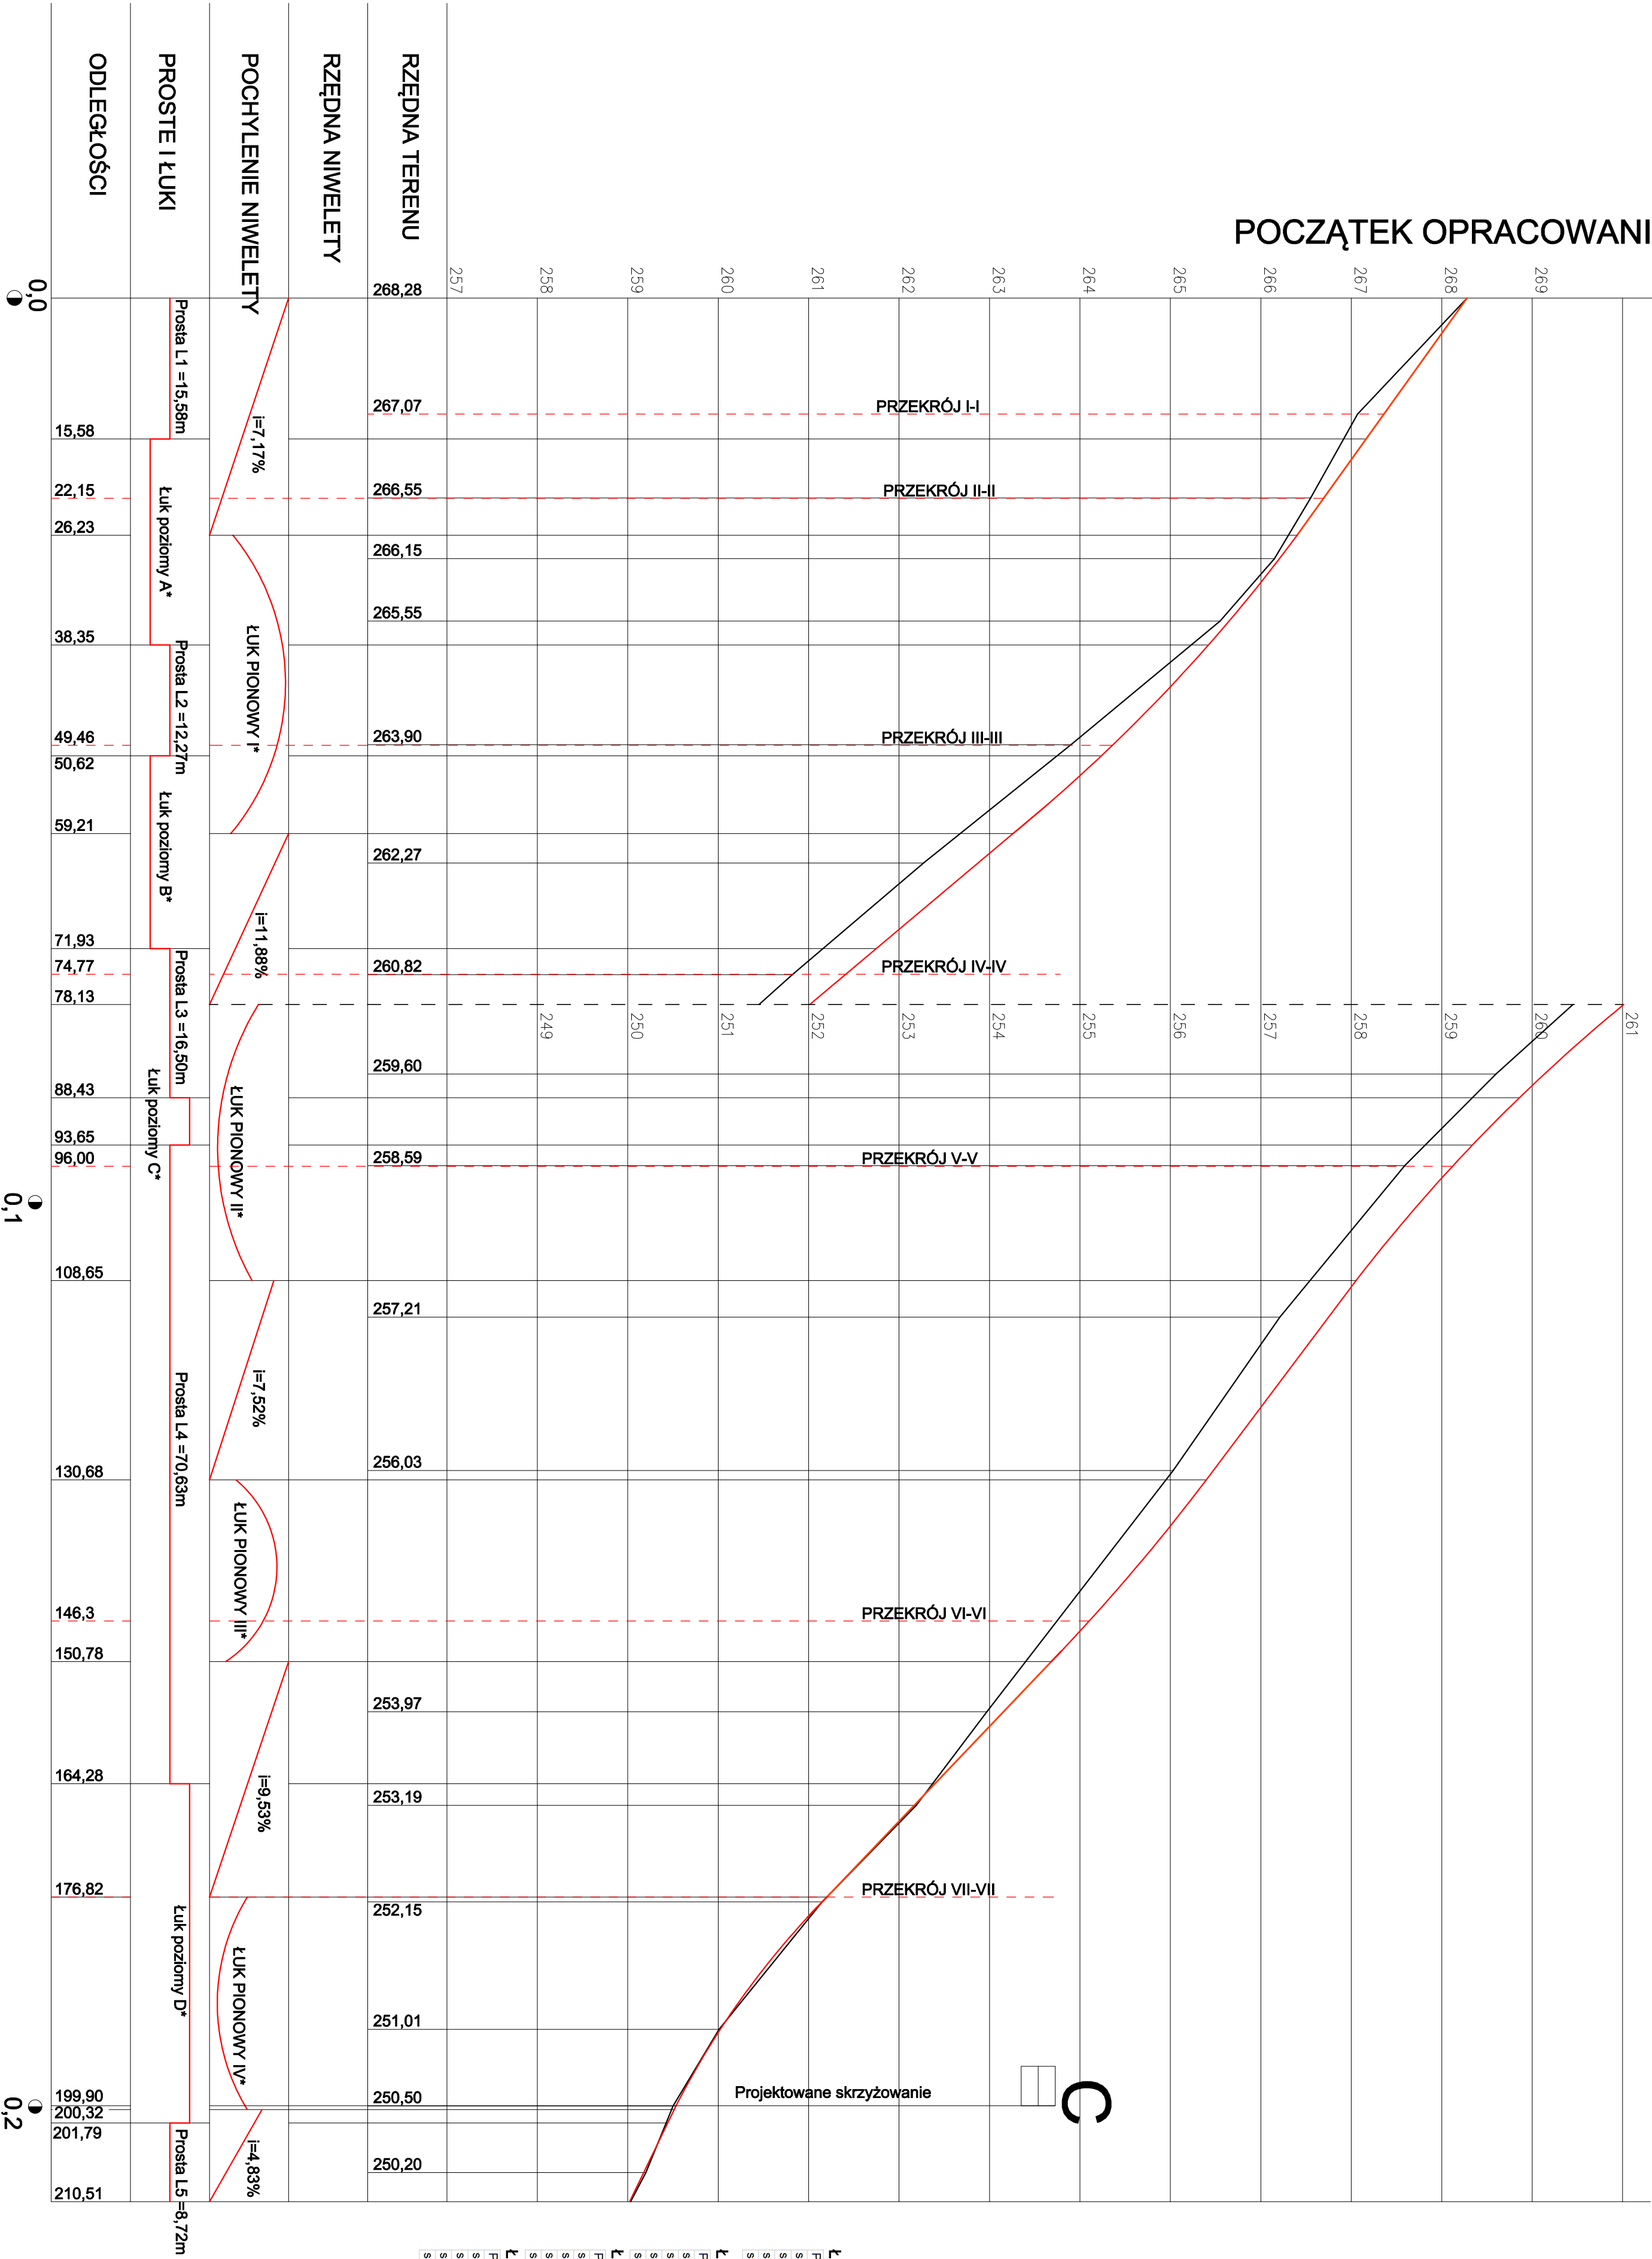 POCZĄTEK OPRACOWANI
269
268
267
266
265
264
263
262
261
260
259
258
257
261
260
259
258
257
256
255
254
253
252
251
250
249
PRZEKRÓJ I-I
PRZEKRÓJ II-II
PRZEKRÓJ III-III
PRZEKRÓJ IV-IV
PRZEKRÓJ V-V
PRZEKRÓJ VI-VI
PRZEKRÓJ VII-VII
Projektowane skrzyżowanie
C
RZĘDNA TERENU
268,28
267,07
266,55
266,15
265,55
263,90
262,27
260,82
259,60
258,59
257,21
256,03
253,97
253,19
252,15
251,01
250,50
250,20
RZĘDNA NIWELETY
POCHYLENIE NIWELETY
i=7,17%
ŁUK PIONOWY I*
i=11,88%
ŁUK PIONOWY II*
i=7,52%
ŁUK PIONOWY III*
i=9,53%
ŁUK PIONOWY IV*
i=4,83%
PROSTE I ŁUKI
Prosta L1 =15,58m
Łuk poziomy A*
Prosta L2 =12,27m
Łuk poziomy B*
Prosta L3 =16,50m
Łuk poziomy C*
Prosta L4 =70,63m
Łuk poziomy D*
Prosta L5 =8,72m
ODLEGŁOŚCI
15,58
22,15
26,23
38,35
49,46
50,62
59,21
71,93
74,77
78,13
88,43
93,65
96,00
108,65
130,68
146,3
150,78
164,28
176,82
199,90
200,32
201,79
210,51
0,0
0,1
0,2